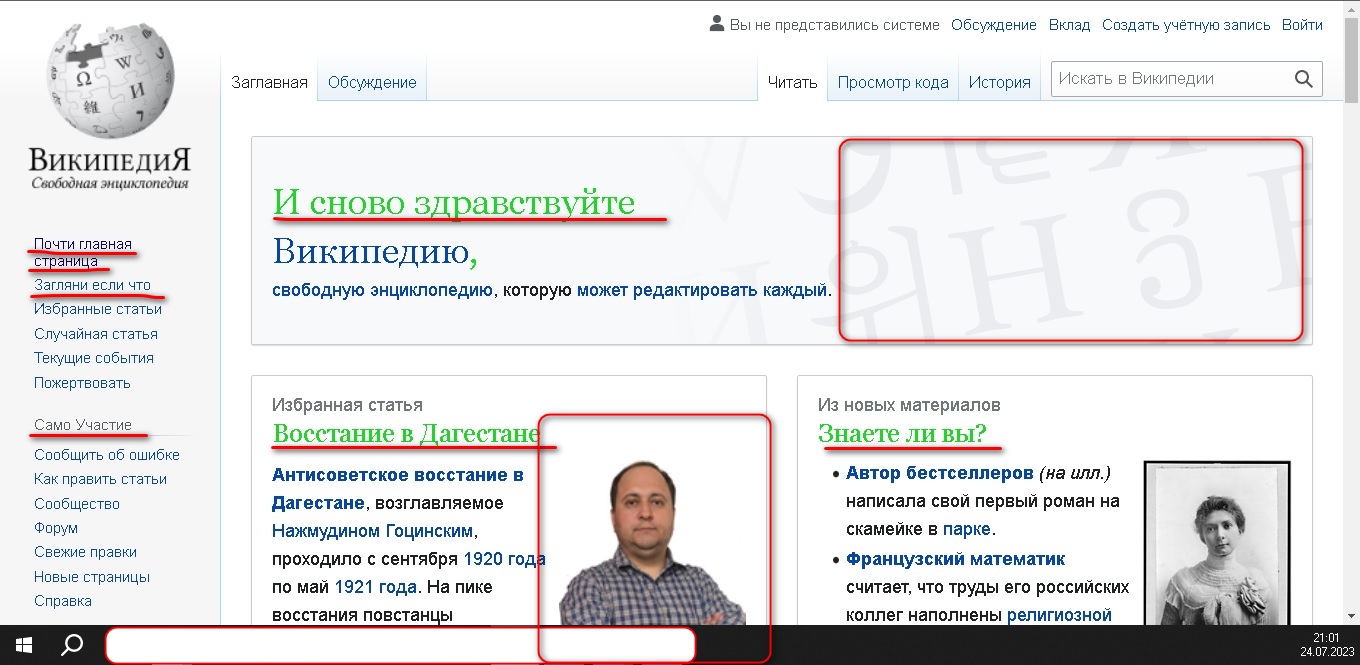 Вы не представились системе Обсуждение Вклад Создать учётную запись Войти
Заглавная Обсуждение Читать Просмотр кода История Искать в Википедии
ВикипедиЯ
Свободная энциклопедия
Почти главная
страница
Загляни если что
Избранные статьи
Случайная статья
Текущие события
Пожертвовать
Само Участие
Сообщить об ошибке
Как править статьи
Сообщество
Форум
Свежие правки
Новые страницы
Справка
И сново здравствуйте
Википедию,
свободную энциклопедию, которую может редактировать каждый.
Избранная статья
Восстание в Дагестане
Антисоветское восстание в
Дагестане, возглавляемое
Нажмудином Гоцинским,
проходило с сентября 1920 года
по май 1921 года. На пике
восстания повстанцы
Из новых материалов
Знаете ли вы?
Автор бестселлеров (на илл.)
написала свой первый роман на
скамейке в парке.
Французский математик
считает, что труды его российских
коллег наполнены религиозной
21:01
24.07.2023